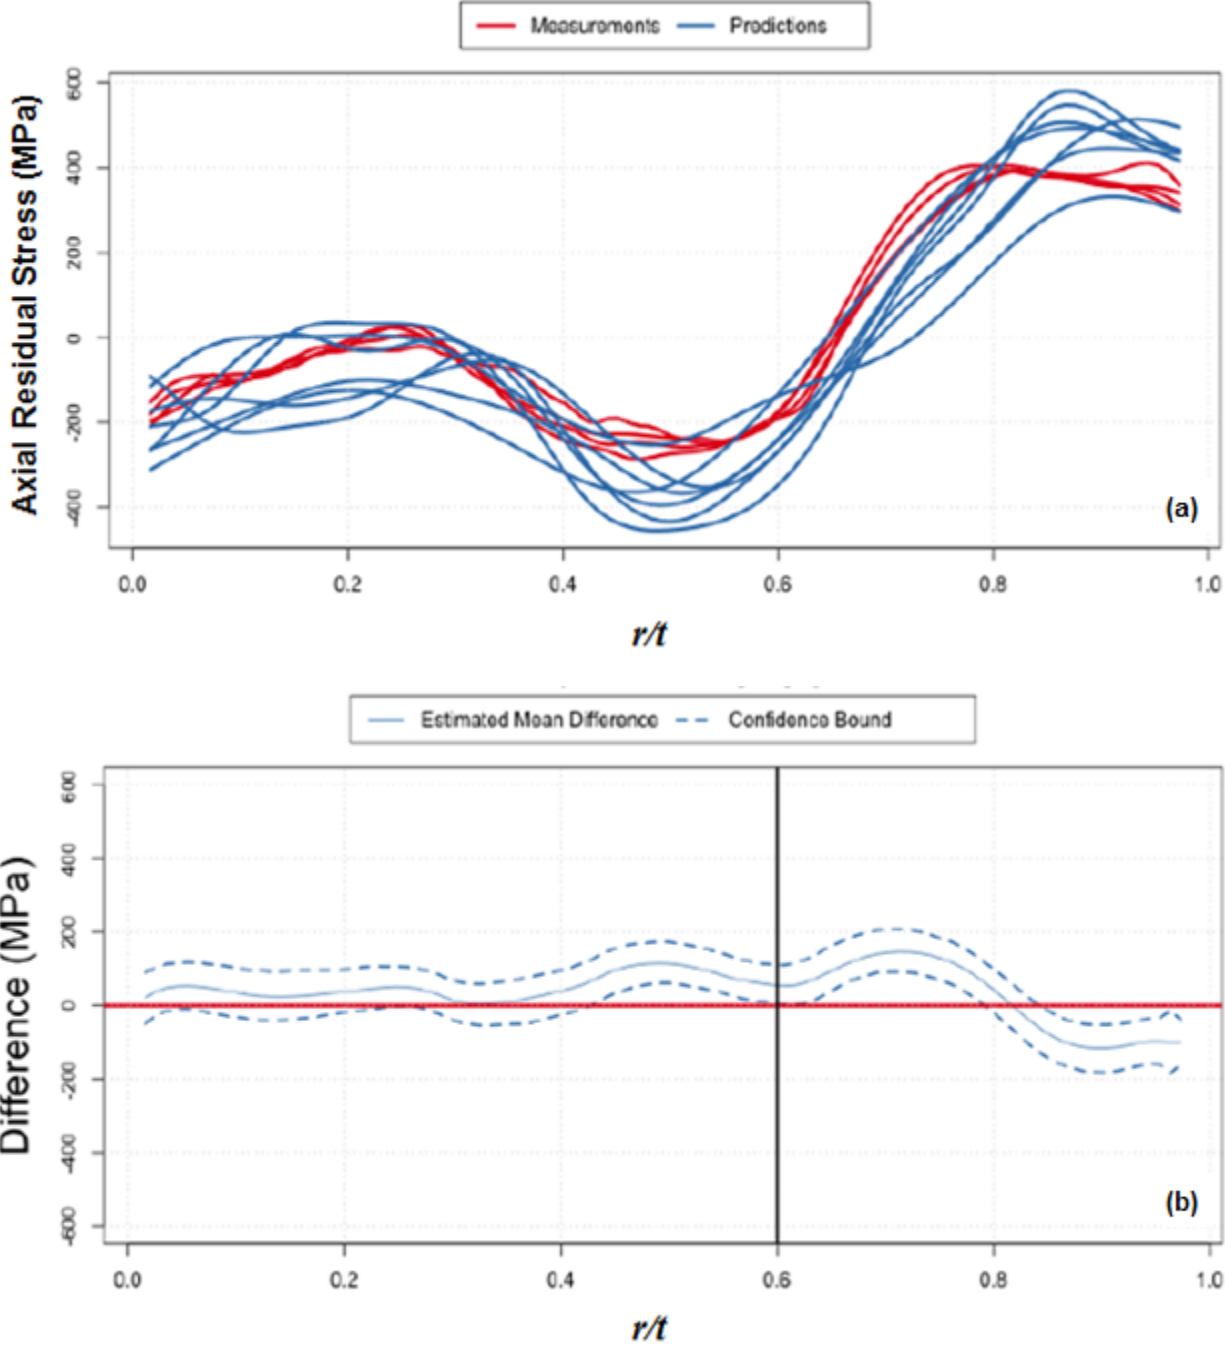 Measurements Predictions
Axial Residual Stress (MPa)
600
400
200
0
-200
-400
(a)
0.0 0.2 0.4 0.6 0.8 1.0
r/t
Estimated Mean Difference Confidence Bound
Difference (MPa)
600
400
200
0
-200
-400
-600
(b)
0.0 0.2 0.4 0.6 0.8 1.0
r/t